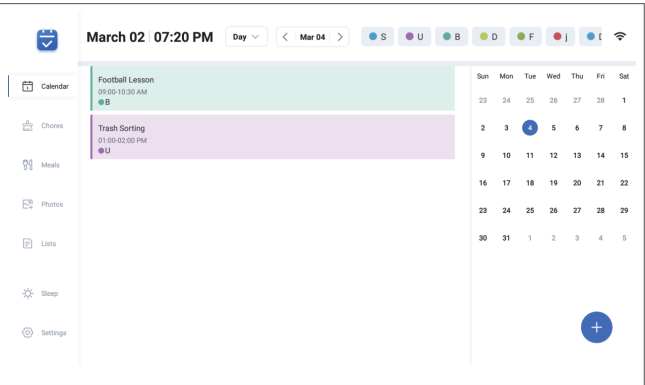 March 02 07:20 PM Day < Mar 04 > S U B D F j
Calendar
Chores
Meals
Photos
Lists
Sleep
Settings
Football Lesson
09:00-10:30 AM
B
Trash Sorting
01:00-02:00 PM
U
Sun Mon Tue Wed Thu Fri Sat
23 24 25 26 27 28 1
2 3 4 5 6 7 8
9 10 11 12 13 14 15
16 17 18 19 20 21 22
23 24 25 26 27 28 29
30 31 1 2 3 4 5
+